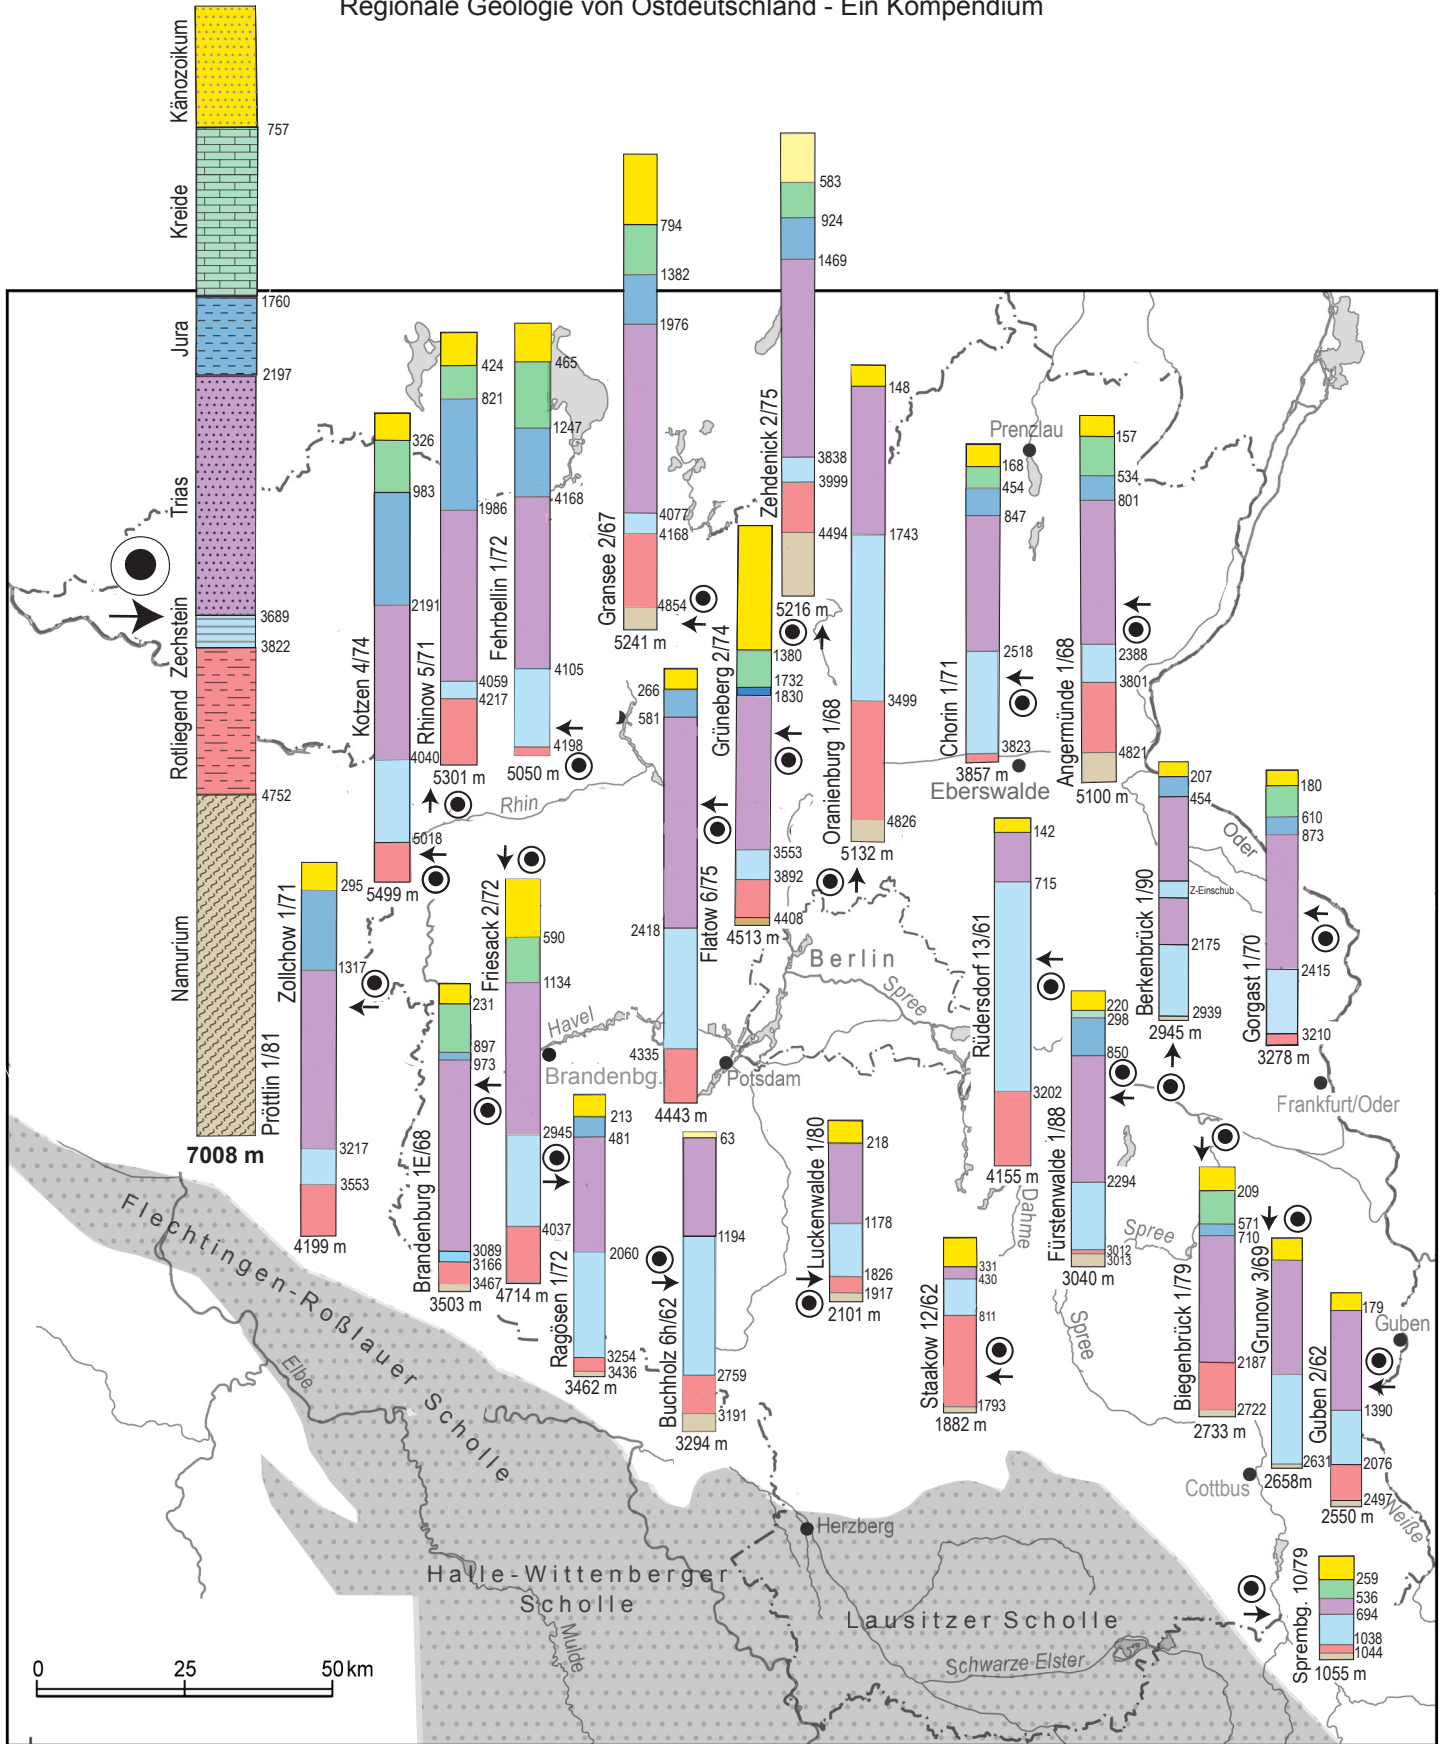 Regionale Geologie von Ostdeutschland - Ein Kompendium
Känozoikum
757
Kreide
1760
Jura
2197
Trias
3689
Zechstein
3822
Rotliegend
4752
Namurium
Pröttlin 1/81
7008 m
Zollchow 1/71
295
1317
3217
3553
4199 m
Kotzen 4/74
326
983
2191
4040
5018
5499 m
Rhinow 5/71
424
821
1986
4059
4217
5301 m
Fehrbellin 1/72
465
1247
4168
4105
4198
5050 m
Gransee 2/67
794
1382
1976
4077
4168
4854
5241 m
Zehdenick 2/75
583
924
1469
3838
3999
4494
5216 m
Grüneberg 2/74
1380
1732
1830
3553
3892
4408
4513 m
Oranienburg 1/68
148
1743
3499
4826
5132 m
Flatow 6/75
266
581
2418
4335
4443 m
Chorin 1/71
168
454
847
2518
3823
3857 m
Angermünde 1/68
157
534
801
2388
3801
4821
5100 m
Prenzlau
Eberswalde
Rhin
Oder
Berkenbrück 1/90
207
454
Z-Einschub
2175
2939
2945 m
Gorgast 1/70
180
610
873
2415
3210
3278 m
Rüdersdorf 13/61
142
715
3202
4155 m
Friesack 2/72
590
1134
2945
4037
4714 m
Brandenburg 1E/68
231
897
973
3089
3166
3467
3503 m
Berlin
Spree
Havel
Brandenbg.
Potsdam
Frankfurt/Oder
Ragösen 1/72
213
481
2060
3254
3436
3462 m
Buchholz 6h/62
63
1194
2759
3191
3294 m
Luckenwalde 1/80
218
1178
1826
1917
2101 m
Staakow 12/62
331
430
811
1793
1882 m
Dahme
Fürstenwalde 1/88
220
298
850
2294
3012
3013
3040 m
Spree
Spree
Biegenbrück 1/79
209
571
710
2187
2722
2733 m
Grunow 3/69
2631
2658m
Guben 2/62
179
1390
2076
2497
2550 m
Guben
Cottbus
Weiße
Sprembg. 10/79
259
536
694
1038
1044
1055 m
Flechtingen-Roßlauer Scholle
Elbe
Herzberg
Halle-Wittenberger
Scholle
Mulde
Lausitzer Scholle
Schwarze Elster
0 25 50 km